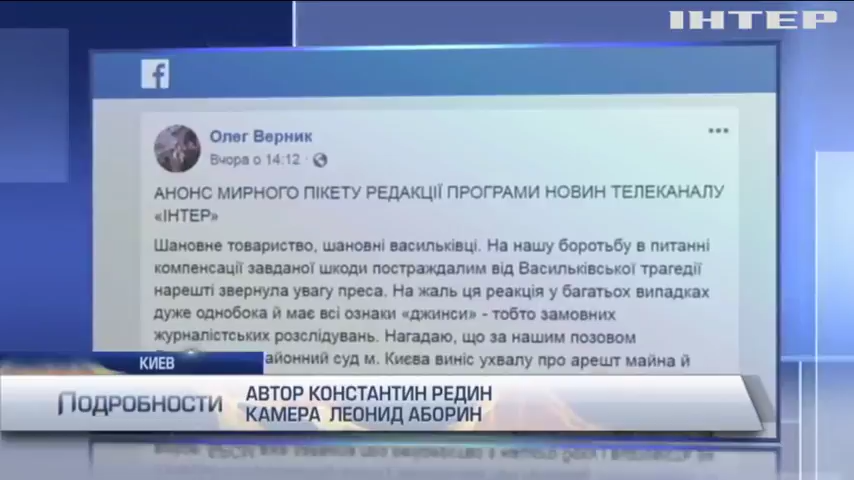 ІНТЕР
Олег Верник
Вчора о 14:12
АНОНС МИРНОГО ПІКЕТУ РЕДАКЦІЇ ПРОГРАМИ НОВИН ТЕЛЕКАНАЛУ
«ІНТЕР»
Шановне товариство, шановні васильківці. На нашу боротьбу в питанні
компенсації завданої шкоди постраждалим від Васильківської трагедії
нарешті звернула увагу преса. На жаль ця реакція у багатьох випадках
дуже однобока й має всі ознаки «джинси» - тобто замовних
журналістських розслідувань. Нагадаю, що за нашим позовом
районний суд м. Києва виніс ухвалу про арешт майна й
КИЕВ
ПОДРОБНОСТИ
АВТОР КОНСТАНТИН РЕДИН
КАМЕРА ЛЕОНИД АБОРИН